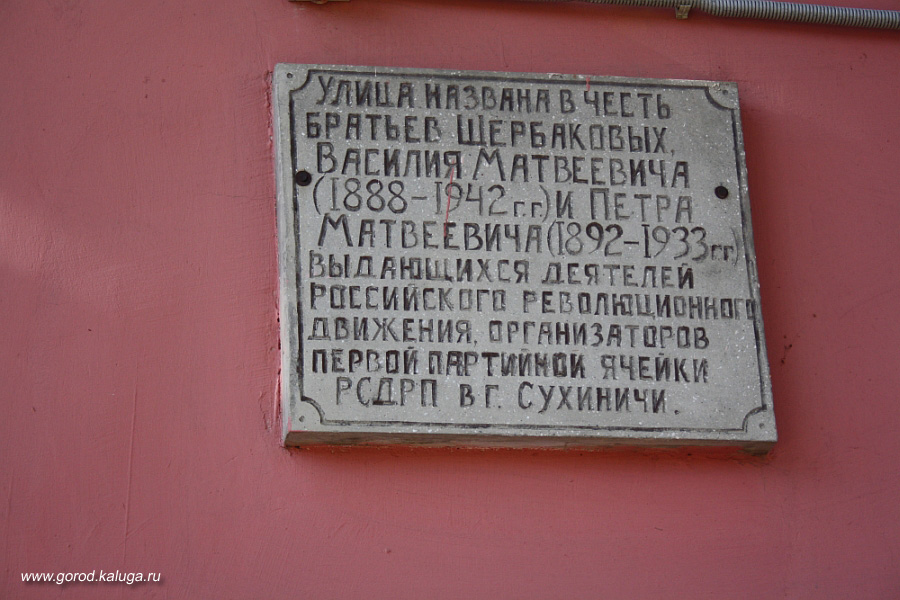 Улица названа в честь
братьев Щербаковых,
Василия Матвеевича
(1888-1942 г.г.) и Петра
Матвеевича (1892-1933 гг.)
выдающихся деятелей
российского революционного
движения, организаторов
первой партийной ячейки
РСДРП в г. Сухиничи.
www.gorod.kaluga.ru